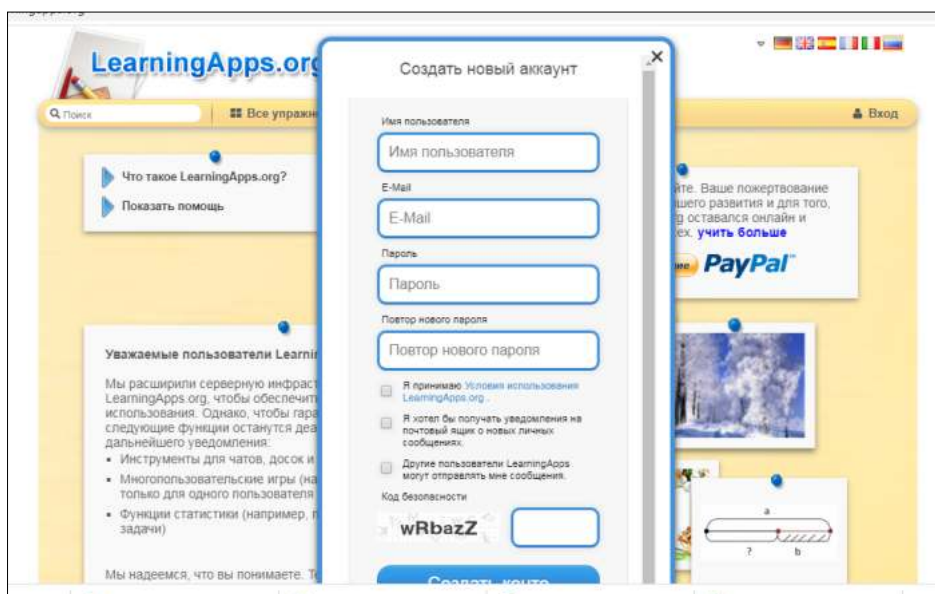 LearningApps.org
Поиск
Все упражн
Вход
Что такое LearningApps.org?
Показать помощь
Уважаемые пользователи Learnin
Мы расширили серверную инфраст
LearningApps.org, чтобы обеспечит
использования. Однако, чтобы гара
следующие функции останутся деа
дальнейшего уведомления:
Инструменты для чатов, досок и
Многопользовательские игры (на
только для одного пользователя
Функции статистики (например, п
задачи)
Мы надеемся, что вы понимаете. Т
Создать новый аккаунт
Имя пользователя
Имя пользователя
E-Mail
E-Mail
Пароль
Пароль
Повтор нового пароля
Повтор нового пароля
Я принимаю Условия использования
LearningApps.org .
Я хотел бы получать уведомления на
почтовый ящик о новых личных
сообщениях.
Другие пользователи LearningApps
могут отправлять мне сообщения.
Код безопасности
wRbazZ
Создать конто
йте. Ваше пожертвование
шего развития и для того,
g оставался онлайн и
ех. учить больше
ие PayPal
a
? b